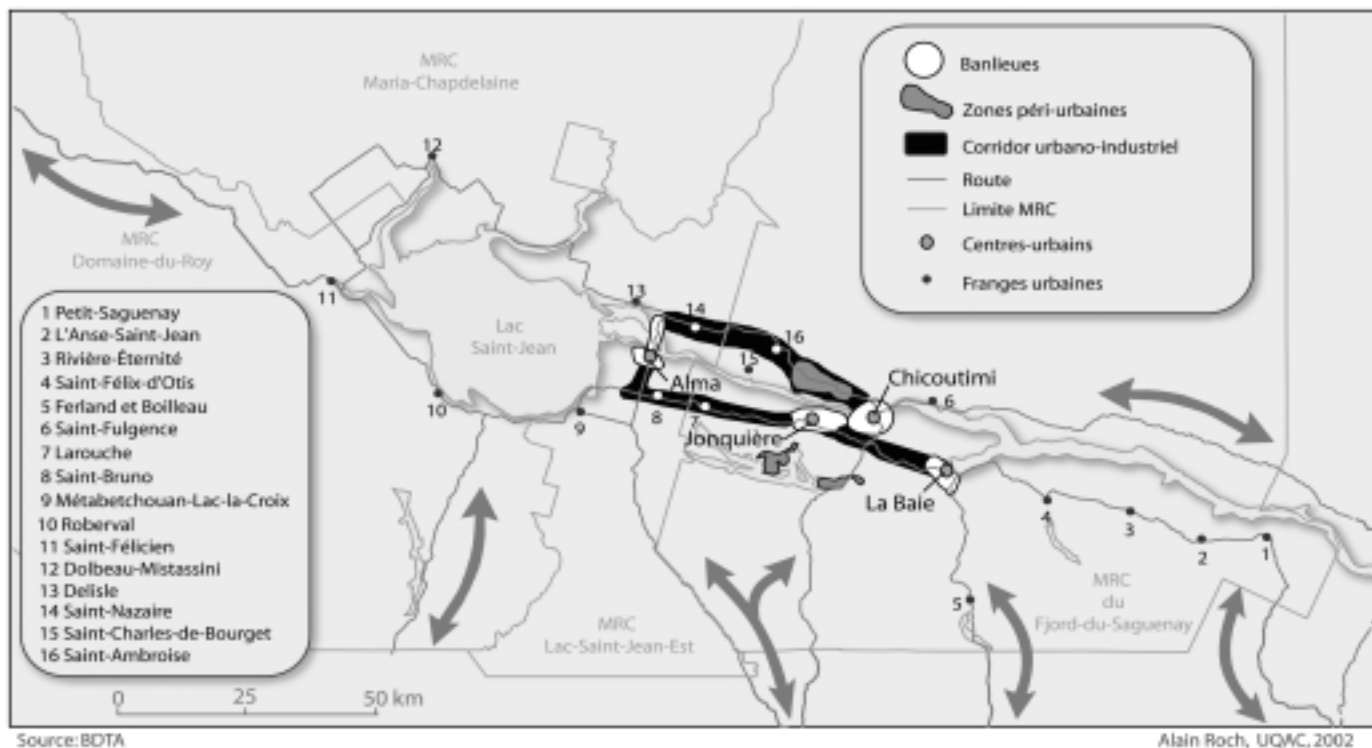 MRC
Maria-Chapdelaine
Banlieues
Zones péri-urbaines
Corridor urbano-industriel
Route
Limite MRC
Centres-urbains
Franges urbaines
12
MRC
Domaine-du-Roy
11
13
14
16
15
Lac
Saint-Jean
Alma
Chicoutimi
6
10
9
8
7
Jonquière
La Baie
4
3
2
1
5
MRC
du
Fjord-du-Saguenay
MRC
Lac-Saint-Jean-Est
1 Petit-Saguenay
2 L'Anse-Saint-Jean
3 Rivière-Éternité
4 Saint-Félix-d'Otis
5 Ferland et Boilleau
6 Saint-Fulgence
7 Larouche
8 Saint-Bruno
9 Métabetchouan-Lac-la-Croix
10 Roberval
11 Saint-Félicien
12 Dolbeau-Mistassini
13 Delisle
14 Saint-Nazaire
15 Saint-Charles-de-Bourget
16 Saint-Ambroise
0 25 50 km
Source: BDTA
Alain Roch, UQAC, 2002